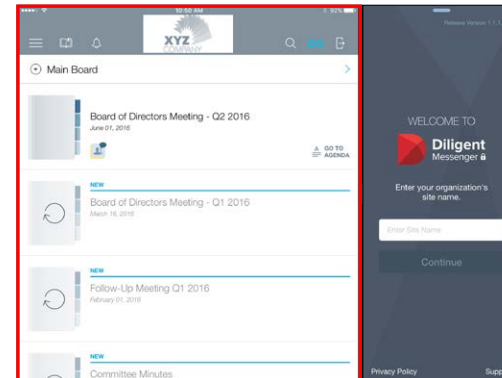 10:50 AM
92%
XYZ
COMPANY
Main Board
Board of Directors Meeting - Q2 2016
June 01, 2016
GO TO
AGENDA
NEW
Board of Directors Meeting - Q1 2016
March 16, 2016
NEW
Follow-Up Meeting Q1 2016
February 01, 2016
NEW
Committee Minutes
Release Version 1.1.1
WELCOME TO
Diligent
Messenger
Enter your organization's
site name.
Enter Site Name
Continue
Privacy Policy
Supp